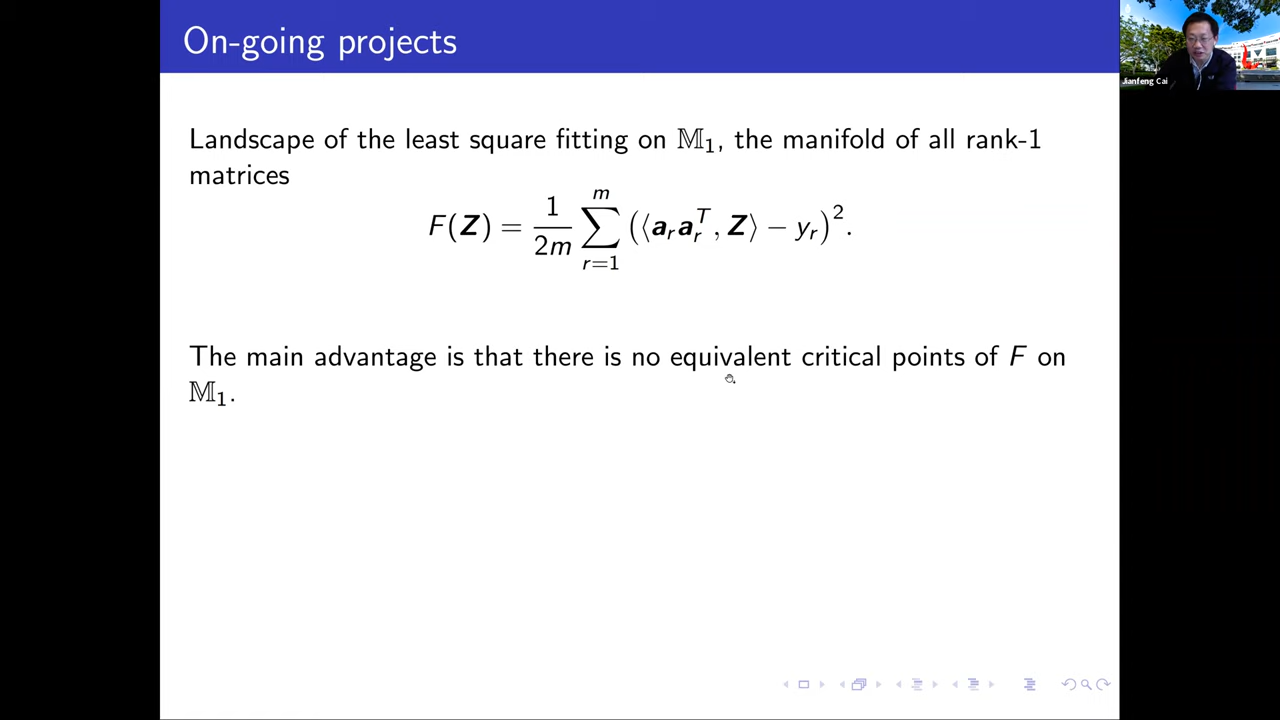 On-going projects
Jianfeng Cai
Landscape of the least square fitting on 𝕄₁, the manifold of all rank-1
matrices
F(Z) = \frac{1}{2m} \sum_{r=1}^{m} (⟨a_r a_r^T, Z⟩ − y_r)^2.
The main advantage is that there is no equivalent critical points of F on
𝕄₁.